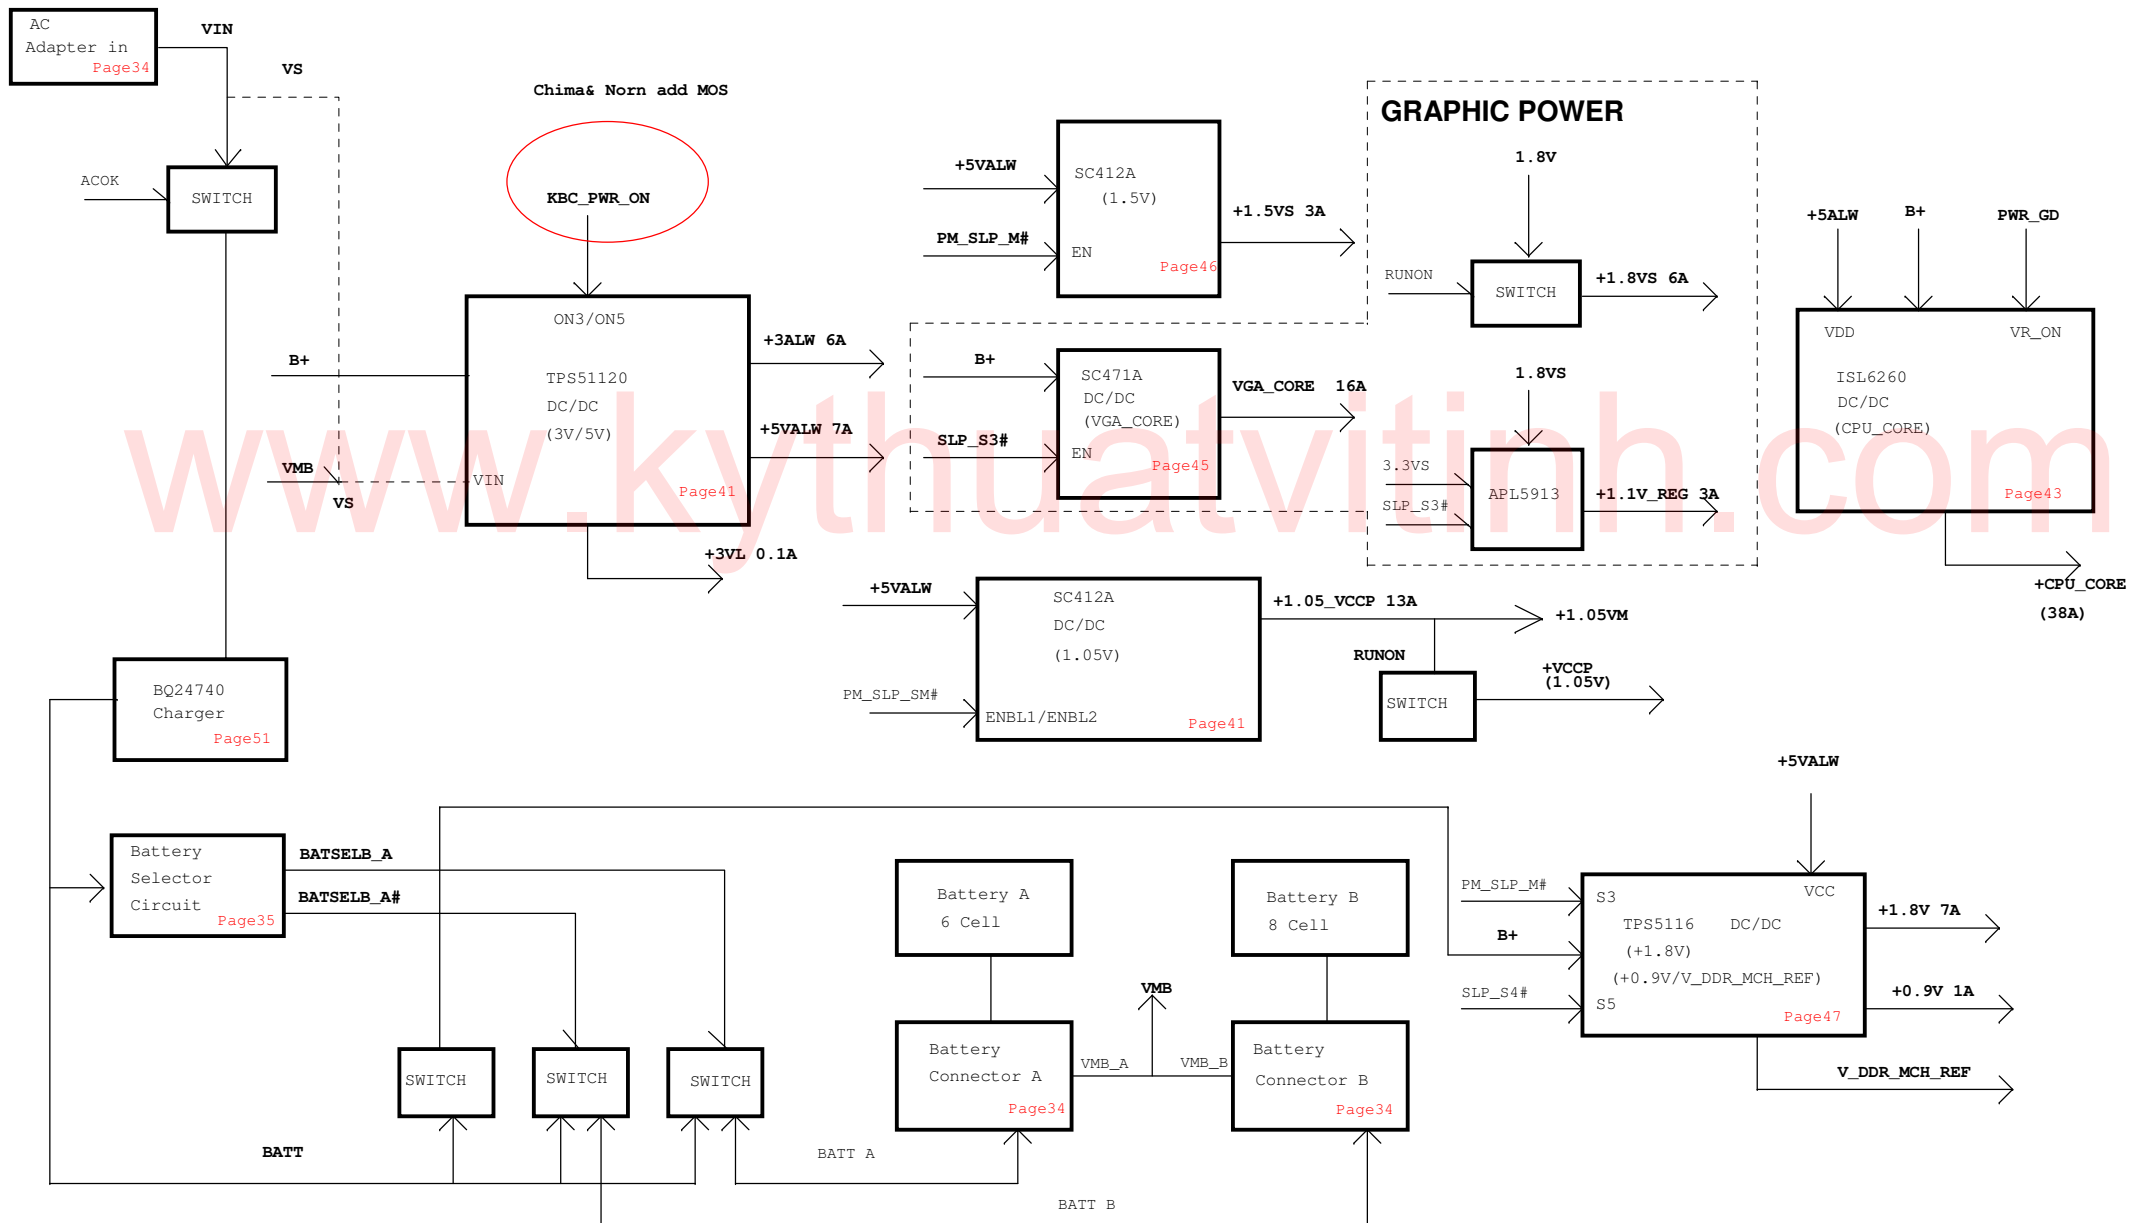 AC
Adapter in
Page34
VIN
VS
ACOK
SWITCH
Chima& Norn add MOS
KBC_PWR_ON
ON3/ON5
TPS51120
DC/DC
(3V/5V)
VIN
Page41
B+
VMB
VS
+3ALW 6A
+5VALW 7A
+3VL 0.1A
+5VALW
PM_SLP_M#
SC412A
(1.5V)
EN
Page46
+1.5VS 3A
B+
SLP_S3#
SC471A
DC/DC
(VGA_CORE)
EN
Page45
VGA_CORE 16A
GRAPHIC POWER
1.8V
RUNON
SWITCH
+1.8VS 6A
1.8VS
3.3VS
SLP_S3#
APL5913
+1.1V_REG 3A
+5ALW
B+
PWR_GD
VDD
VR_ON
ISL6260
DC/DC
(CPU_CORE)
Page43
+CPU_CORE
(38A)
www.kythuatvitinh.com
+5VALW
PM_SLP_SM#
SC412A
DC/DC
(1.05V)
ENBL1/ENBL2
Page41
+1.05_VCCP 13A
+1.05VM
RUNON
SWITCH
+VCCP
(1.05V)
BQ24740
Charger
Page51
Battery
Selector
Circuit
Page35
BATSELB_A
BATSELB_A#
SWITCH
SWITCH
SWITCH
BATT
BATT A
BATT B
Battery A
6 Cell
Battery B
8 Cell
Battery
Connector A
Page34
VMB_A
VMB
VMB_B
Battery
Connector B
Page34
+5VALW
PM_SLP_M#
B+
SLP_S4#
S3
VCC
TPS5116 DC/DC
(+1.8V)
(+0.9V/V_DDR_MCH_REF)
S5
Page47
+1.8V 7A
+0.9V 1A
V_DDR_MCH_REF